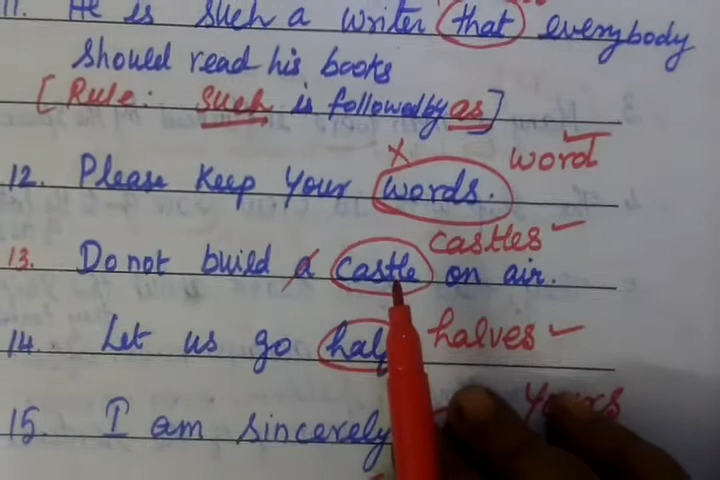 11. He is such a writer that everybody
should read his books
[Rule: such is followed by as]
12. Please keep your words. word
13. Do not build a castle on air. castles
14. Let us go half halves
15. I am sincerely yours